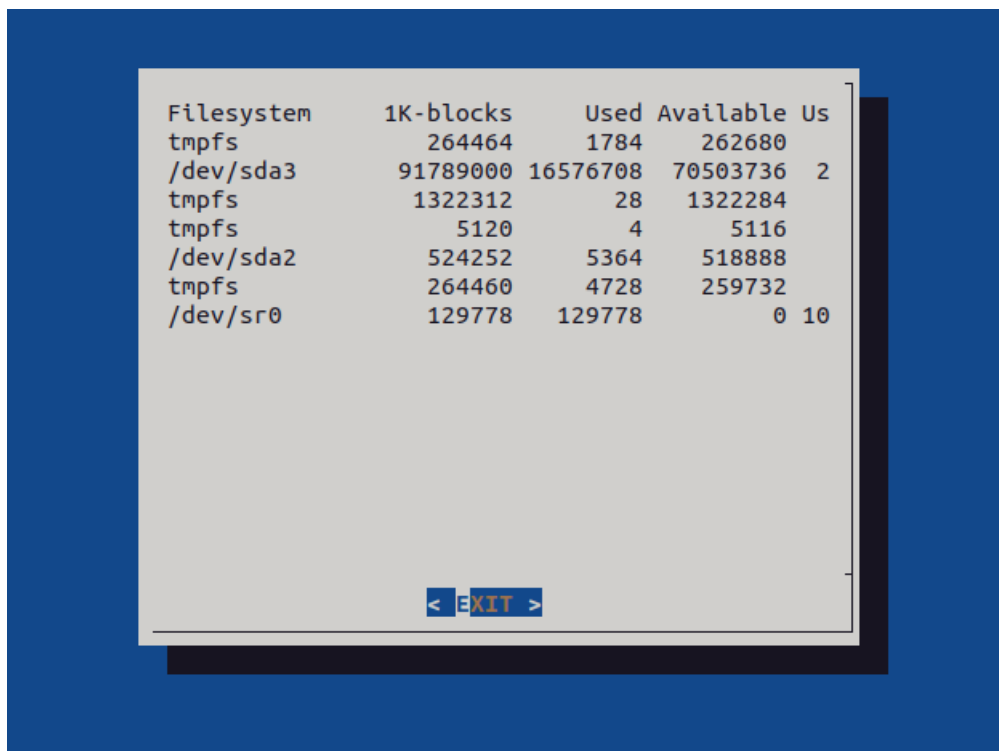 Filesystem     1K-blocks     Used Available Us
tmpfs             264464     1784    262680
/dev/sda3       91789000 16576708  70503736  2
tmpfs            1322312       28   1322284
tmpfs               5120        4      5116
/dev/sda2         524252     5364    518888
tmpfs             264460     4728    259732
/dev/sr0          129778   129778         0 10
< EXIT >